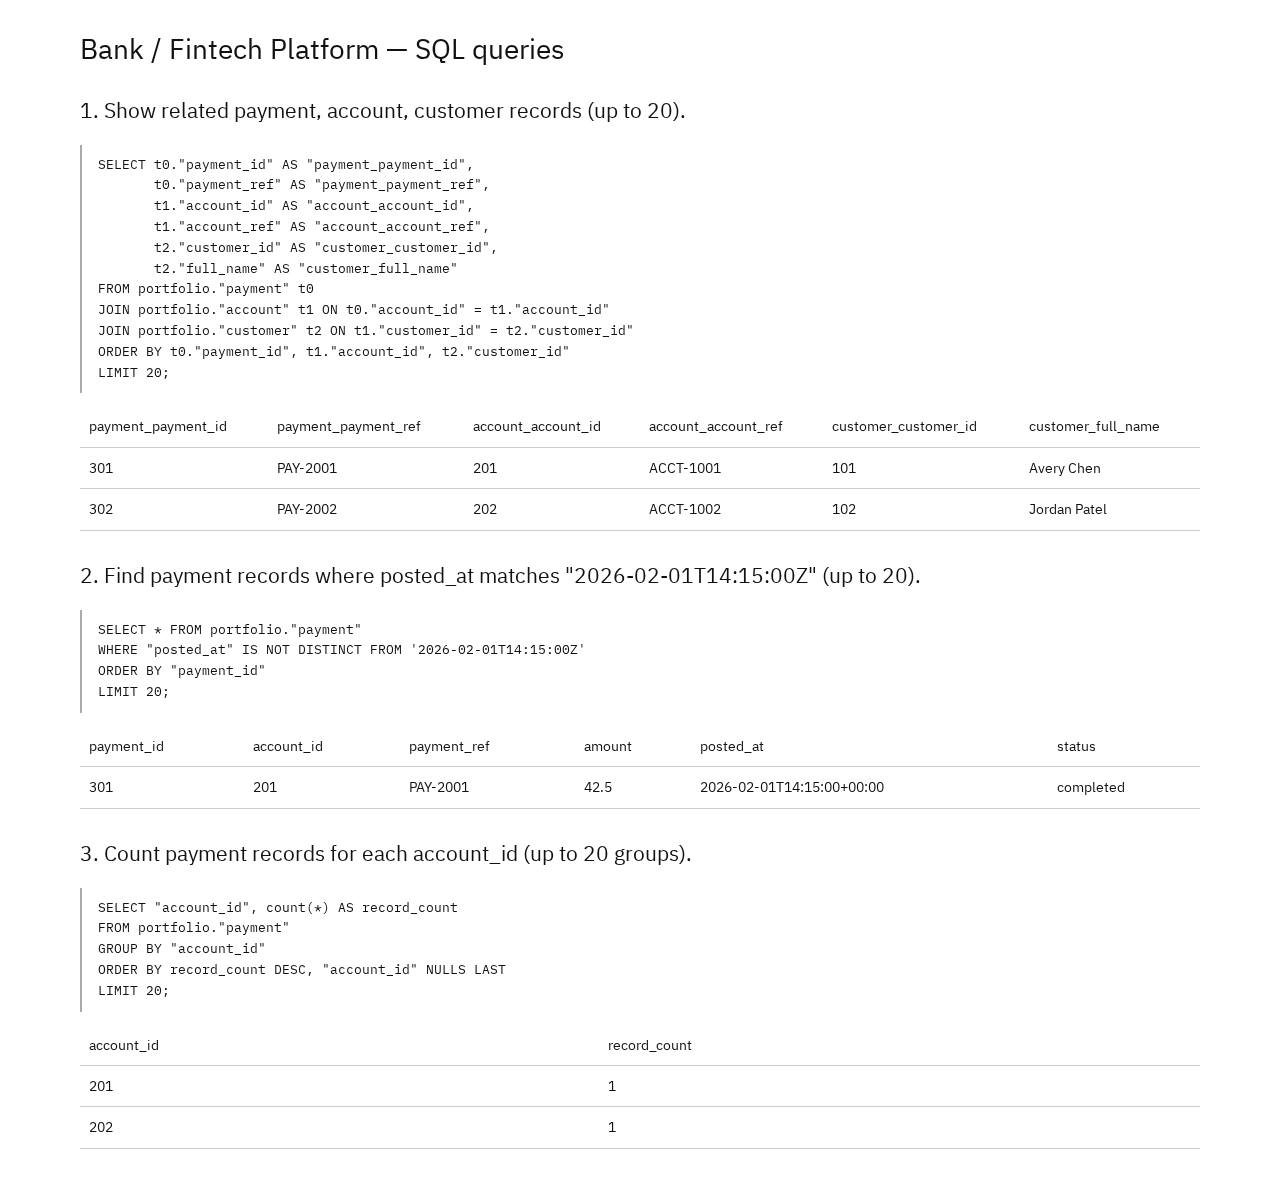 Bank / Fintech Platform — SQL queries
1. Show related payment, account, customer records (up to 20).
SELECT t0."payment_id" AS "payment_payment_id",
       t0."payment_ref" AS "payment_payment_ref",
       t1."account_id" AS "account_account_id",
       t1."account_ref" AS "account_account_ref",
       t2."customer_id" AS "customer_customer_id",
       t2."full_name" AS "customer_full_name"
FROM portfolio."payment" t0
JOIN portfolio."account" t1 ON t0."account_id" = t1."account_id"
JOIN portfolio."customer" t2 ON t1."customer_id" = t2."customer_id"
ORDER BY t0."payment_id", t1."account_id", t2."customer_id"
LIMIT 20;
payment_payment_id payment_payment_ref account_account_id account_account_ref customer_customer_id customer_full_name
301 PAY-2001 201 ACCT-1001 101 Avery Chen
302 PAY-2002 202 ACCT-1002 102 Jordan Patel
2. Find payment records where posted_at matches "2026-02-01T14:15:00Z" (up to 20).
SELECT * FROM portfolio."payment"
WHERE "posted_at" IS NOT DISTINCT FROM '2026-02-01T14:15:00Z'
ORDER BY "payment_id"
LIMIT 20;
payment_id account_id payment_ref amount posted_at status
301 201 PAY-2001 42.5 2026-02-01T14:15:00+00:00 completed
3. Count payment records for each account_id (up to 20 groups).
SELECT "account_id", count(*) AS record_count
FROM portfolio."payment"
GROUP BY "account_id"
ORDER BY record_count DESC, "account_id" NULLS LAST
LIMIT 20;
account_id record_count
201 1
202 1